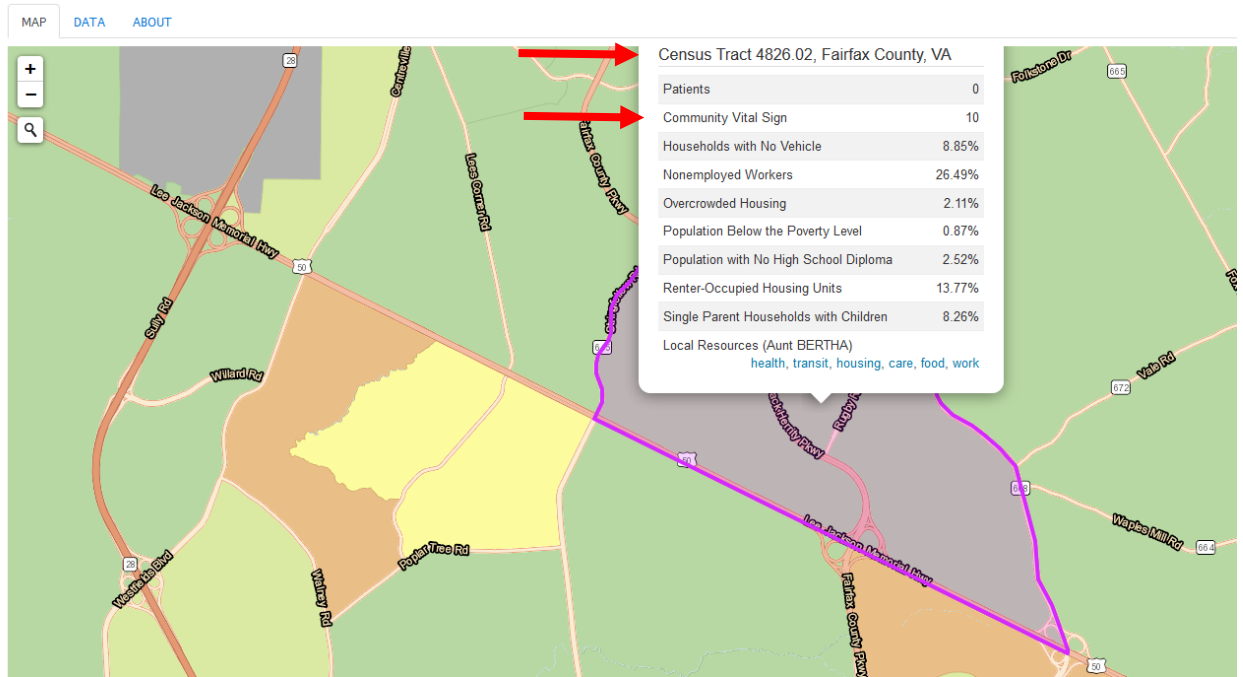 MAP DATA ABOUT
+
−
Census Tract 4826.02, Fairfax County, VA
Patients 0
Community Vital Sign 10
Households with No Vehicle 8.85%
Nonemployed Workers 26.49%
Overcrowded Housing 2.11%
Population Below the Poverty Level 0.87%
Population with No High School Diploma 2.52%
Renter-Occupied Housing Units 13.77%
Single Parent Households with Children 8.26%
Local Resources (Aunt BERTHA)
health, transit, housing, care, food, work
28
Centreville
Fairfax County Pkwy
Lees Corner Rd
Folkstone Dr
665
Lee Jackson Memorial Hwy
50
Sully Rd
Willard Rd
Vale Rd
672
Rugby
50
608
Lee Jackson Memorial Hwy
Waples Mill Rd
664
Poplar Tree Rd
28
Westfields Blvd
Walney Rd
Fairfax County Pkwy
50